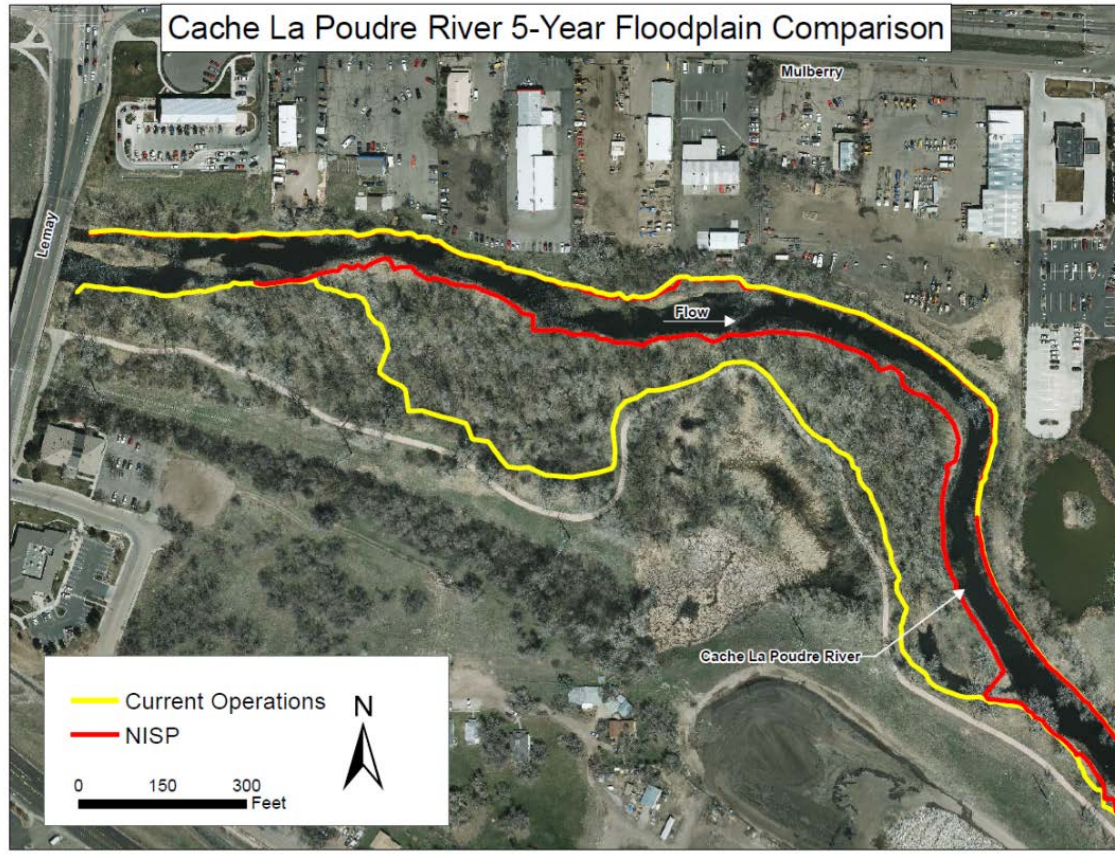 Cache La Poudre River 5-Year Floodplain Comparison
Mulberry
Lemay
Flow
Cache La Poudre River
Current Operations
NISP
N
0 150 300
Feet